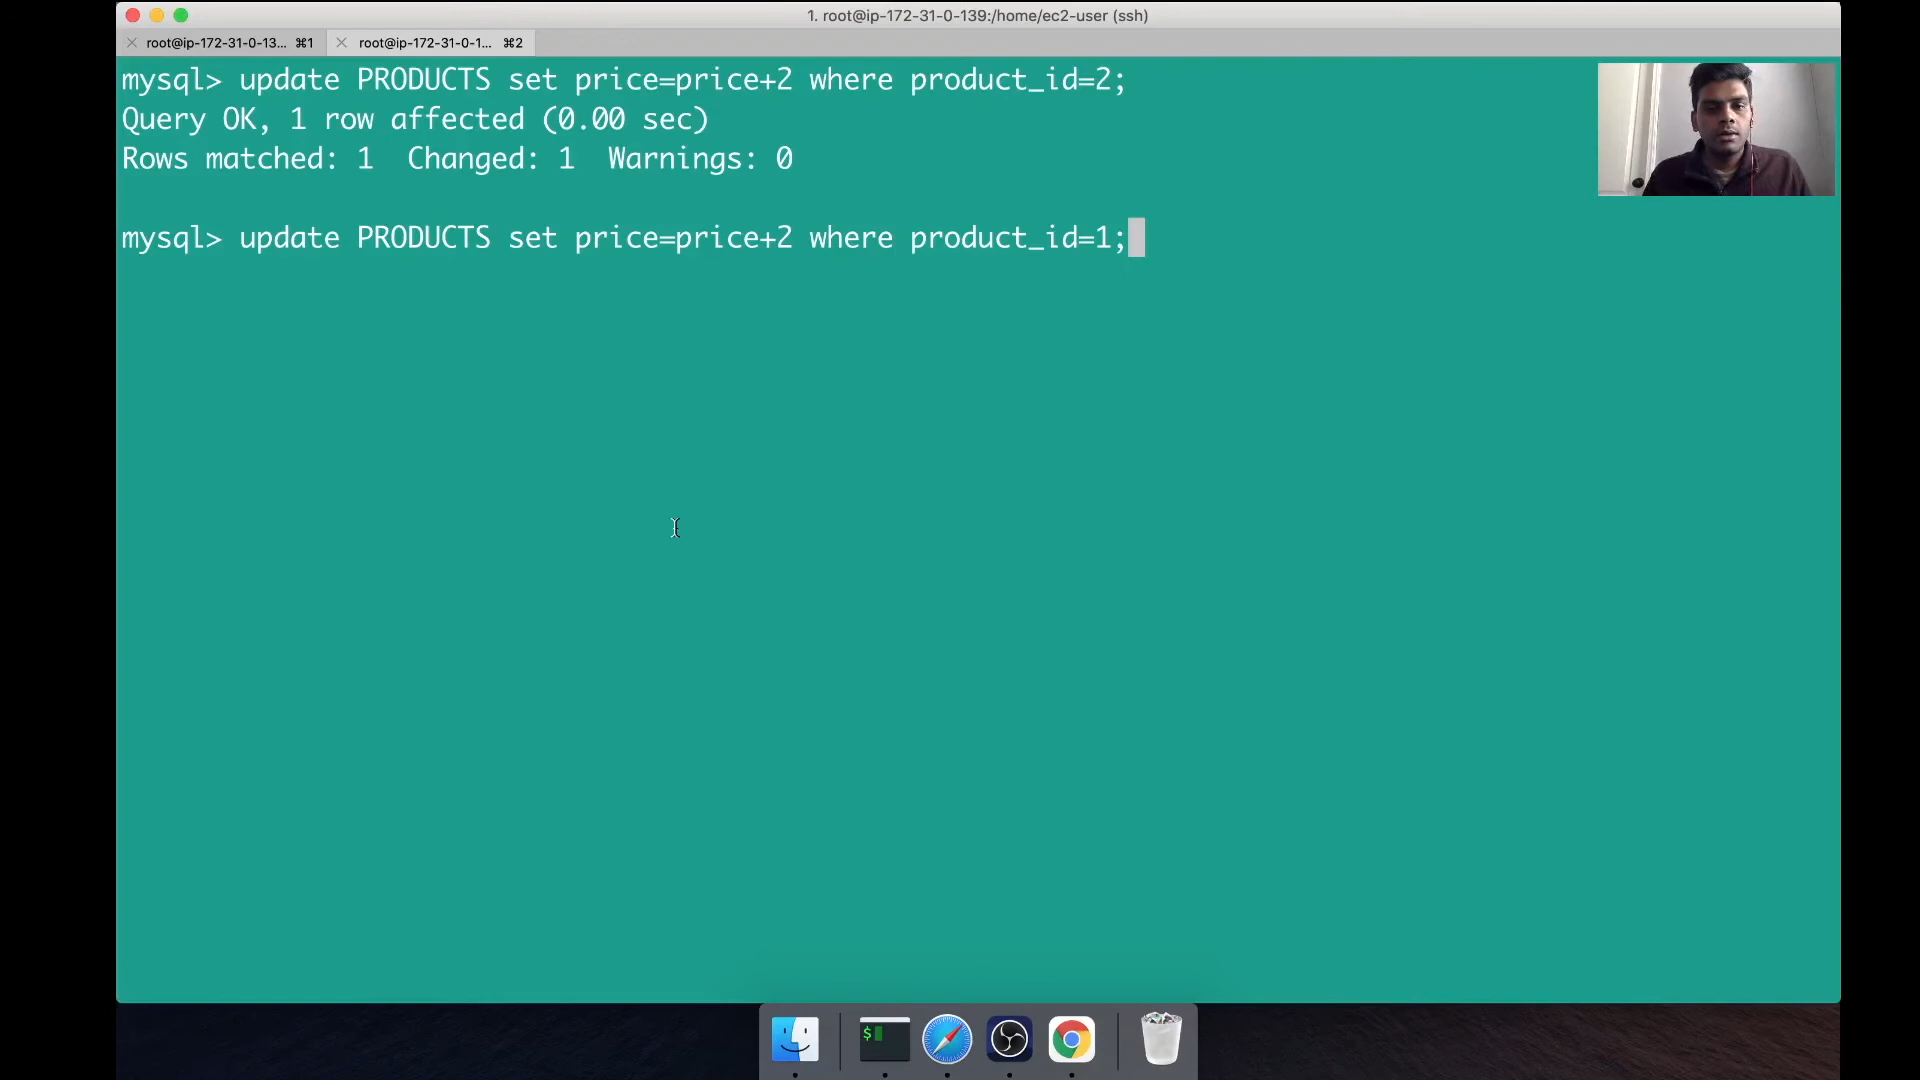 1. root@ip-172-31-0-139:/home/ec2-user (ssh)
root@ip-172-31-0-13... ⌘1
root@ip-172-31-0-1... ⌘2
mysql> update PRODUCTS set price=price+2 where product_id=2;
Query OK, 1 row affected (0.00 sec)
Rows matched: 1  Changed: 1  Warnings: 0
mysql> update PRODUCTS set price=price+2 where product_id=1;
$